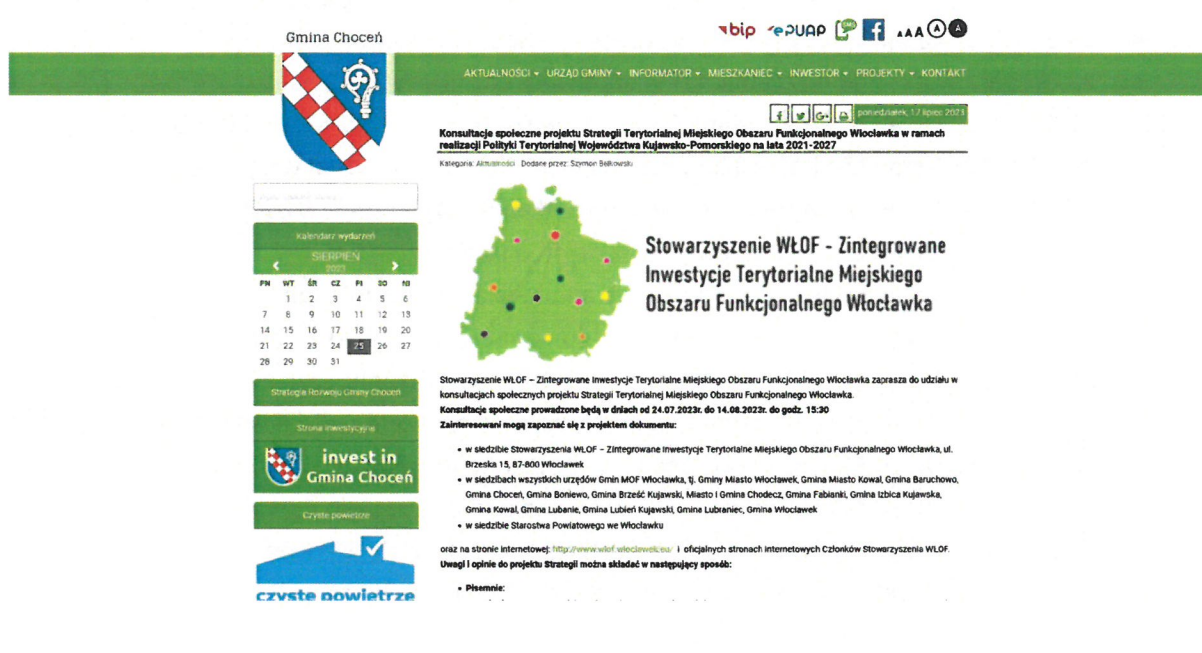 Gmina Choceń
bip ePUAP SMS f A A A A A
AKTUALNOŚCI URZĄD GMINY INFORMATOR MIESZKANIEC INWESTOR PROJEKTY KONTAKT
poniedziałek, 17 lipiec 2023
Konsultacje społeczne projektu Strategii Terytorialnej Miejskiego Obszaru Funkcjonalnego Włocławka w ramach
realizacji Polityki Terytorialnej Województwa Kujawsko-Pomorskiego na lata 2021-2027
Kategoria: Aktualności Dodane przez: Szymon
Kalendarz wydarzeń
SIERPIEŃ
2023
PN WT ŚR CZ PI SO NI
1 2 3 4 5 6
7 8 9 10 11 12 13
14 15 16 17 18 19 20
21 22 23 24 25 26 27
28 29 30 31
Strategia Rozwoju Gminy Choceń
Strona inwestycyjna
invest in
Gmina Choceń
Czyste powietrze
czyste powietrze
Stowarzyszenie WŁOF - Zintegrowane
Inwestycje Terytorialne Miejskiego
Obszaru Funkcjonalnego Włocławka
Stowarzyszenie WŁOF – Zintegrowane Inwestycje Terytorialne Miejskiego Obszaru Funkcjonalnego Włocławka zaprasza do udziału w
konsultacjach społecznych projektu Strategii Terytorialnej Miejskiego Obszaru Funkcjonalnego Włocławka.
Konsultacje społeczne prowadzone będą w dniach od 24.07.2023r. do 14.08.2023r. do godz. 15:30
Zainteresowani mogą zapoznać się z projektem dokumentu:
• w siedzibie Stowarzyszenia WŁOF – Zintegrowane Inwestycje Terytorialne Miejskiego Obszaru Funkcjonalnego Włocławka, ul.
Brzeska 15, 87-800 Włocławek
• w siedzibach wszystkich urzędów Gmin MOF Włocławka, tj. Gminy Miasto Włocławek, Gmina Miasto Kowal, Gmina Baruchowo,
Gmina Choceń, Gmina Boniewo, Gmina Brześć Kujawski, Miasto i Gmina Chodecz, Gmina Fabianki, Gmina Izbica Kujawska,
Gmina Kowal, Gmina Lubanie, Gmina Lubień Kujawski, Gmina Lubraniec, Gmina Włocławek
• w siedzibie Starostwa Powiatowego we Włocławku
oraz na stronie internetowej: http://www.wlof.wloclawek.eu/ i oficjalnych stronach internetowych Członków Stowarzyszenia WŁOF.
Uwagi i opinie do projektu Strategii można składać w następujący sposób:
• Pisemnie: